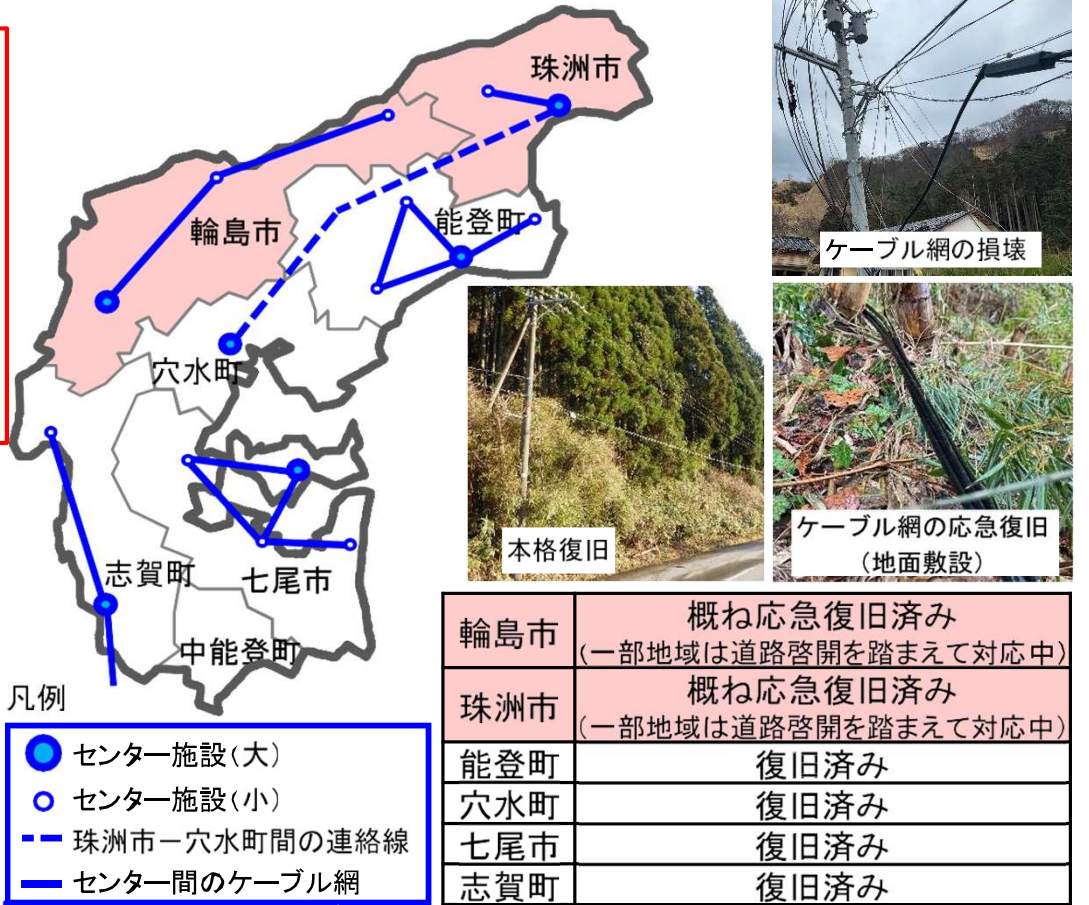 珠洲市
輪島市
能登町
穴水町
志賀町
七尾市
中能登町
ケーブル網の損壊
本格復旧
ケーブル網の応急復旧
(地面敷設)
凡例
センター施設(大)
センター施設(小)
珠洲市－穴水町間の連絡線
センター間のケーブル網
輪島市 概ね応急復旧済み
(一部地域は道路啓開を踏まえて対応中)
珠洲市 概ね応急復旧済み
(一部地域は道路啓開を踏まえて対応中)
能登町 復旧済み
穴水町 復旧済み
七尾市 復旧済み
志賀町 復旧済み